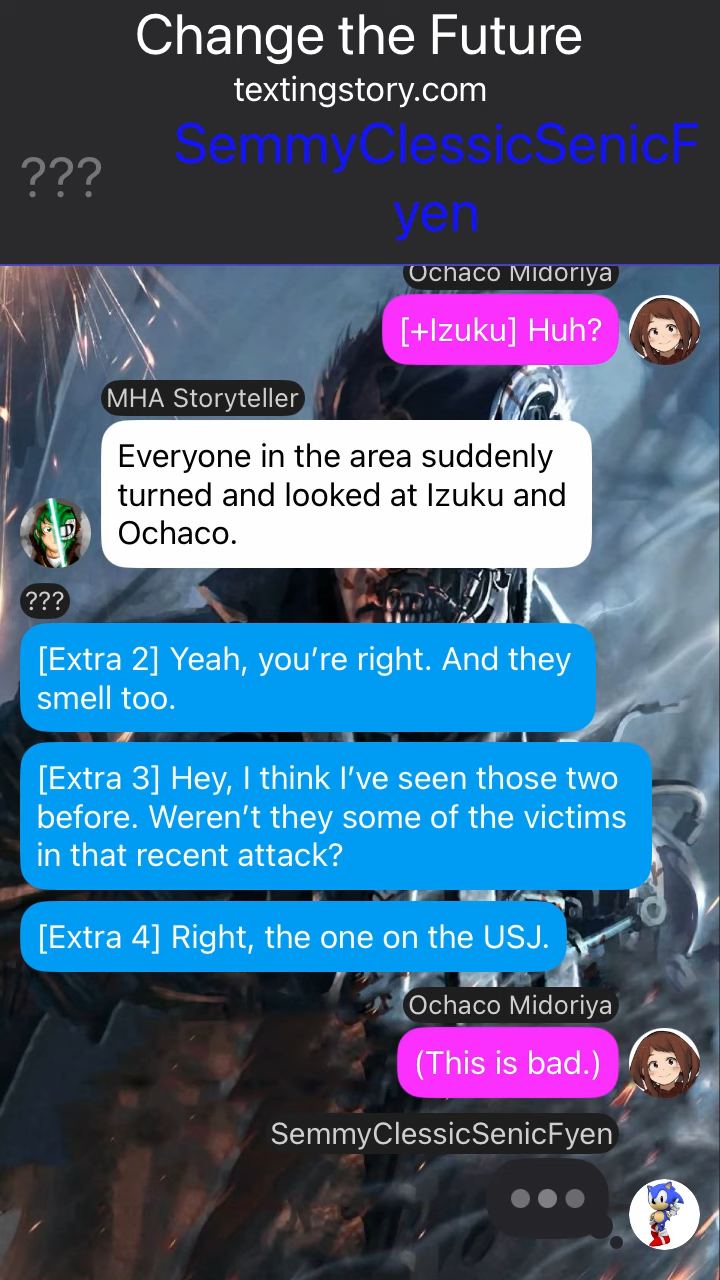 Change the Future
textingstory.com
???
SemmyClessicSenicF
yen
Ochaco Midoriya
[+Izuku] Huh?
MHA Storyteller
Everyone in the area suddenly
turned and looked at Izuku and
Ochaco.
???
[Extra 2] Yeah, you’re right. And they
smell too.
[Extra 3] Hey, I think I’ve seen those two
before. Weren’t they some of the victims
in that recent attack?
[Extra 4] Right, the one on the USJ.
Ochaco Midoriya
(This is bad.)
SemmyClessicSenicFyen